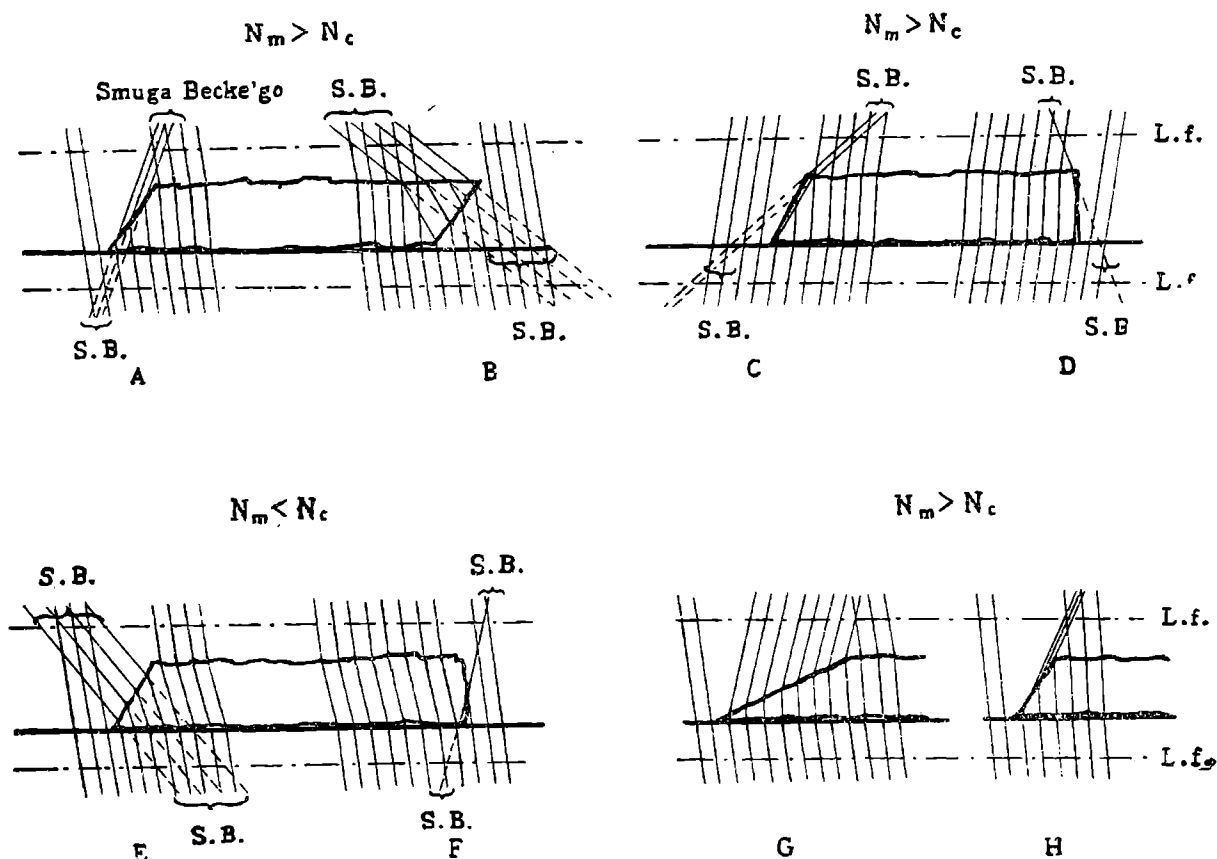 N_m > N_c
N_m > N_c
Smuga Becke'go
S.B.
S.B.
S.B.
L.f.
L.f
S.B.
S.B.
S.B.
S.B
A
B
C
D
N_m < N_c
N_m > N_c
S.B.
S.B.
L.f.
L.f.
S.B.
S.B.
E
F
G
H